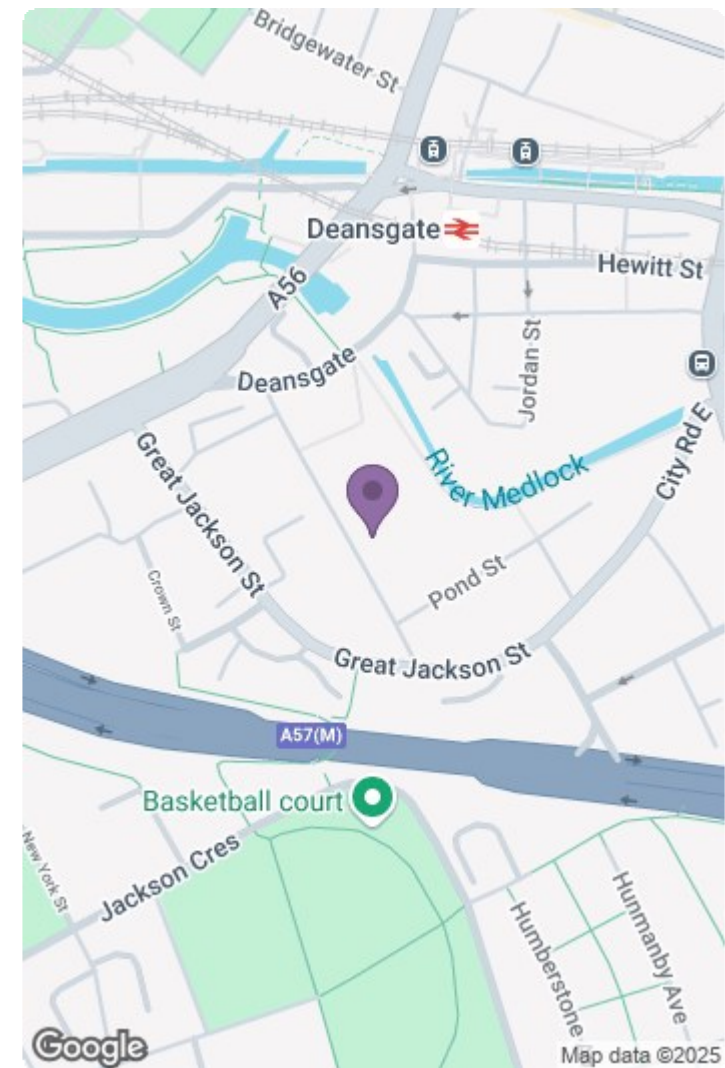 Bridgewater St
Deansgate
Hewitt St
A56
Jordan St
Deansgate
River Medlock
City Rd E
Great Jackson St
Crown St
Pond St
Great Jackson St
A57(M)
Basketball court
New York St
Jackson Cres
Humberstone
Hunmanby Ave
Google
Map data ©2025